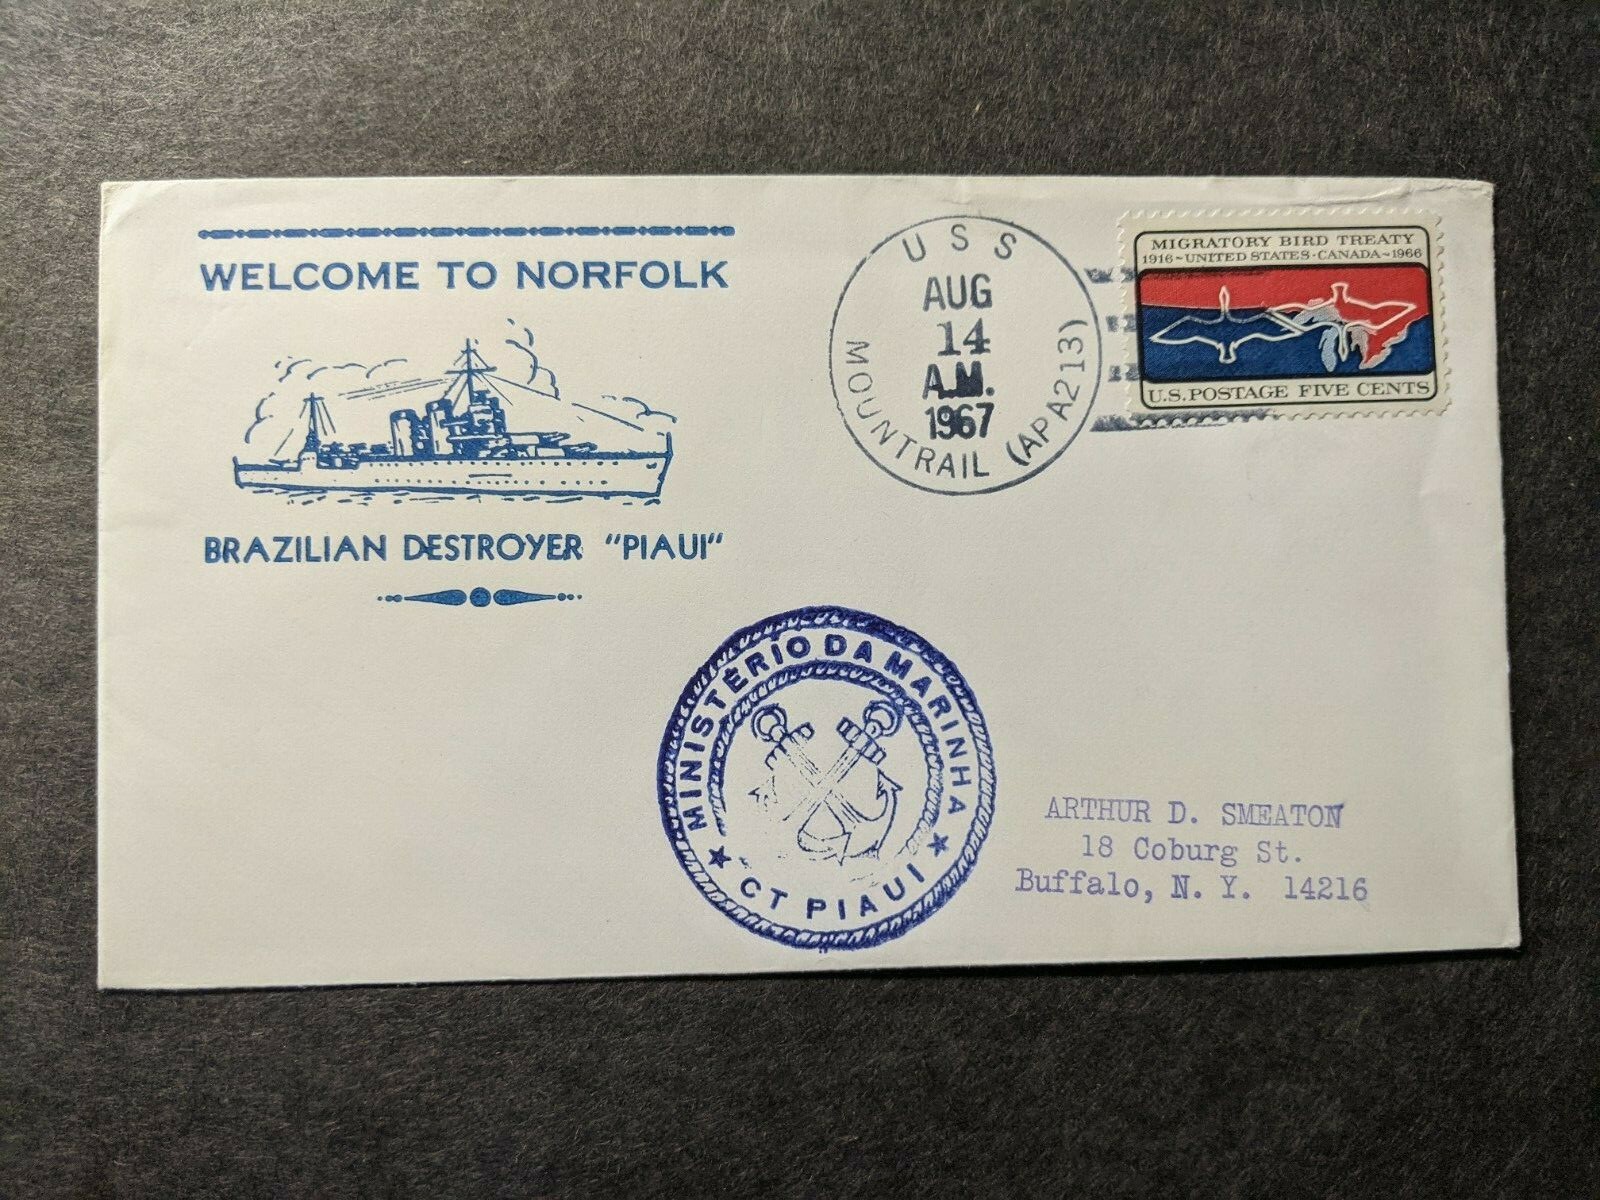 WELCOME TO NORFOLK
BRAZILIAN DESTROYER "PIAUI"
USS
AUG
14
A.M.
1967
MOUNTRAIL (APA213)
MIGRATORY BIRD TREATY
1916~UNITED STATES·CANADA~1966
U.S. POSTAGE FIVE CENTS
MINISTÉRIO DA MARINHA
★ CT PIAUI ★
ARTHUR D. SMEATON
18 Coburg St.
Buffalo, N. Y. 14216